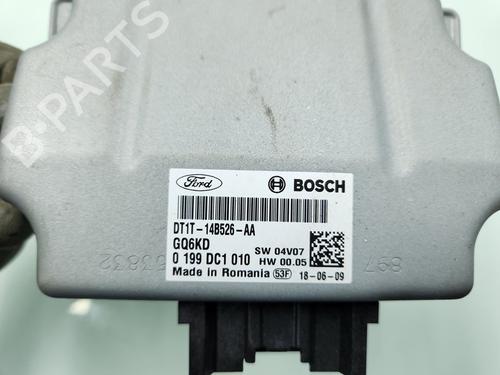 B-PARTS
Ford
BOSCH
DT1T-14B526-AA
GQ6KD
SW 04V07
0 199 DC1 010
HW 00.05
Made in Romania 53F 18-06-09
897